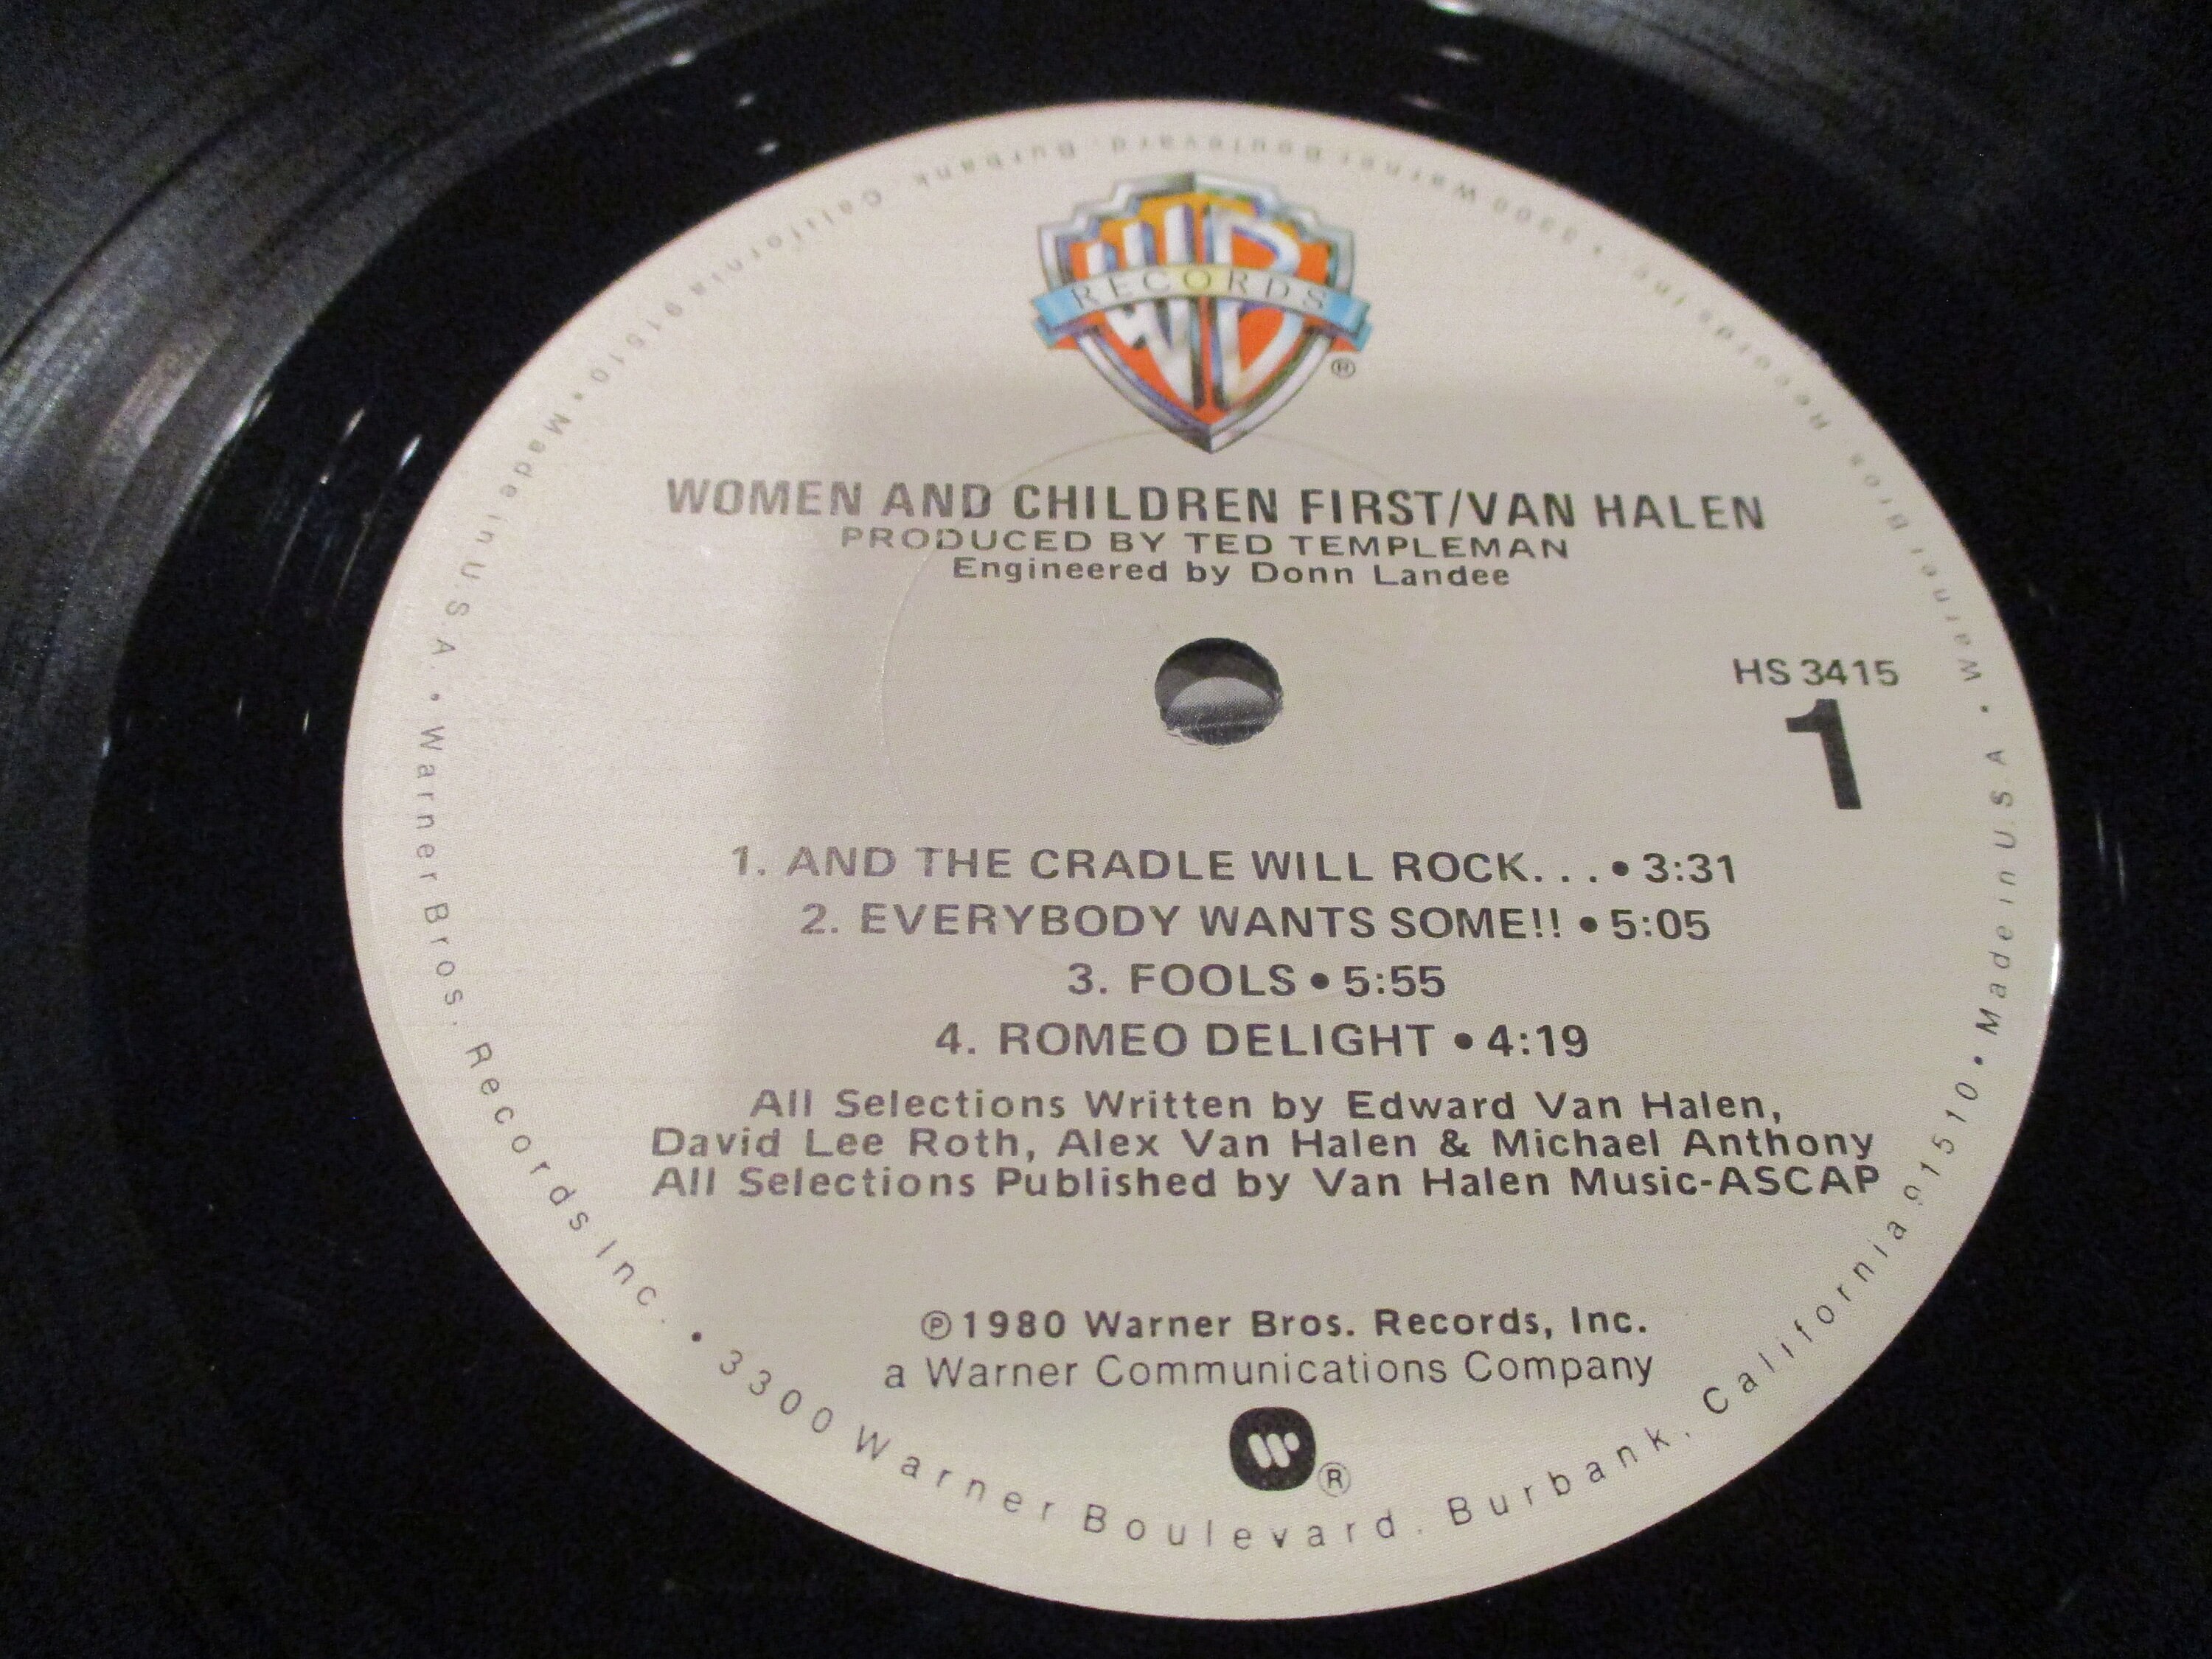 WB
RECORDS
®
WOMEN AND CHILDREN FIRST/VAN HALEN
PRODUCED BY TED TEMPLEMAN
Engineered by Donn Landee
HS 3415
1
1. AND THE CRADLE WILL ROCK. . . • 3:31
2. EVERYBODY WANTS SOME!! • 5:05
3. FOOLS • 5:55
4. ROMEO DELIGHT • 4:19
All Selections Written by Edward Van Halen,
David Lee Roth, Alex Van Halen & Michael Anthony
All Selections Published by Van Halen Music-ASCAP
℗1980 Warner Bros. Records, Inc.
a Warner Communications Company
W ®
• Warner Bros. Records Inc. • 3300 Warner Boulevard. Burbank. California 91510 • Made in U.S.A. • Warner Bros. Records Inc. • 3300 Warner Boulevard. Burbank. California 91510 • Made in U.S.A.